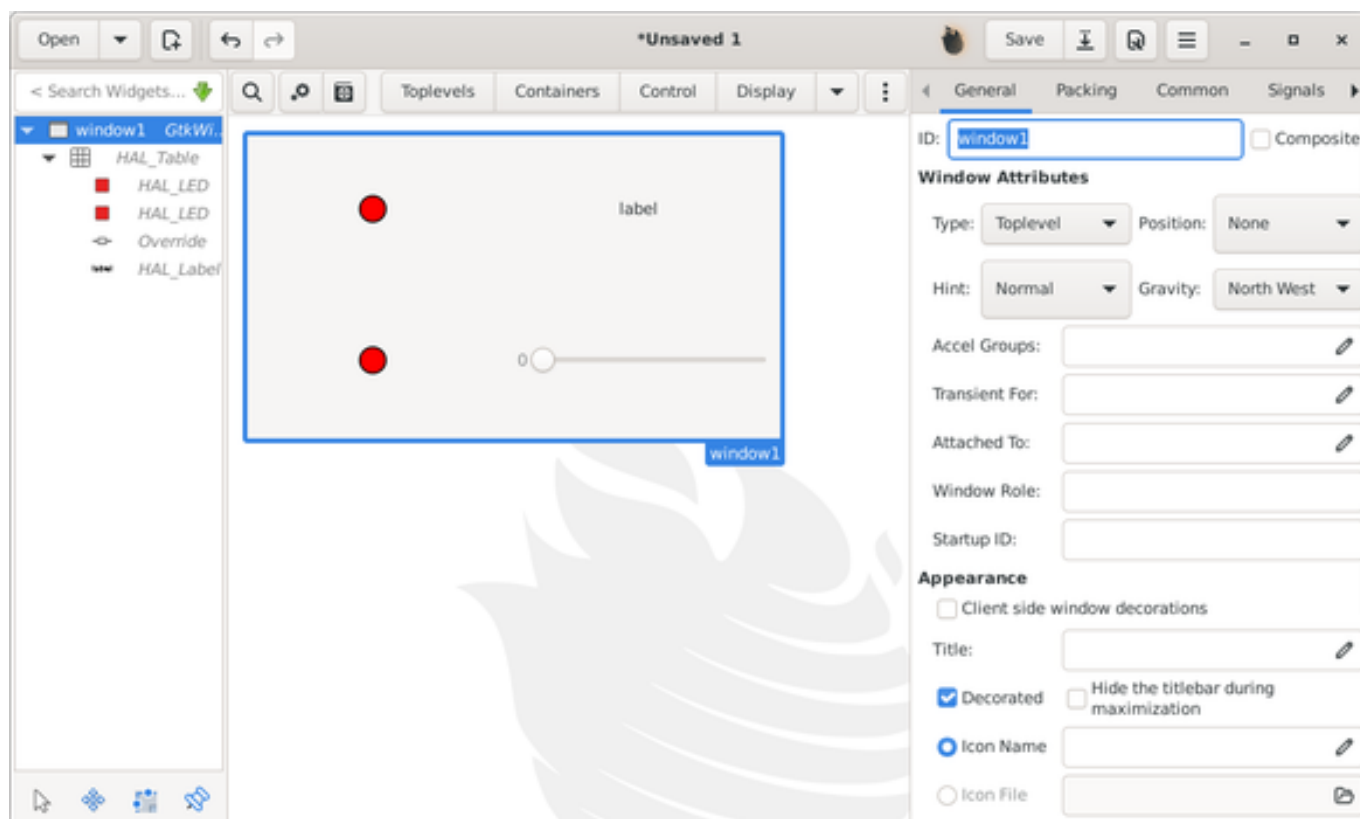 Open
*Unsaved 1
Save
< Search Widgets...
Toplevels Containers Control Display
General Packing Common Signals
window1 GtkWi..
HAL_Table
HAL_LED
HAL_LED
Override
HAL_Label
label
0
window1
ID: window1 Composite
Window Attributes
Type: Toplevel Position: None
Hint: Normal Gravity: North West
Accel Groups:
Transient For:
Attached To:
Window Role:
Startup ID:
Appearance
Client side window decorations
Title:
Decorated Hide the titlebar during
maximization
Icon Name
Icon File